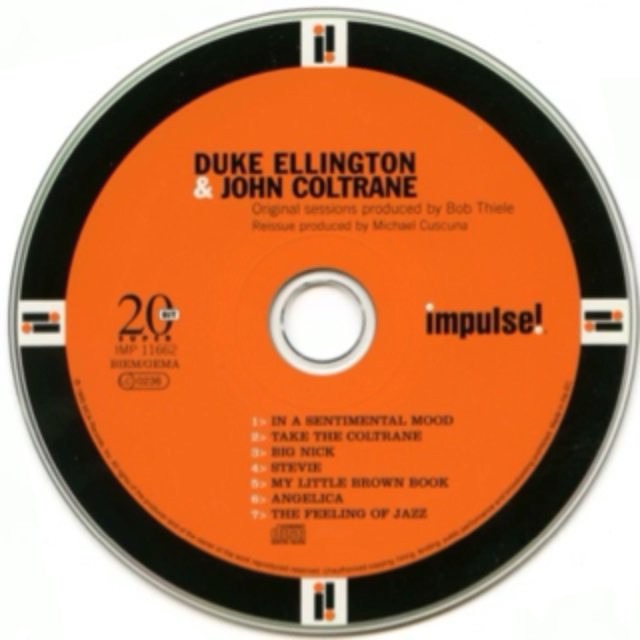 DUKE ELLINGTON
& JOHN COLTRANE
Original sessions produced by Bob Thiele
Reissue produced by Michael Cuscuna
20 BIT
SUPER
IMP 11662
BIEM/GEMA
LC 0236
impulse!
1> IN A SENTIMENTAL MOOD
2> TAKE THE COLTRANE
3> BIG NICK
4> STEVIE
5> MY LITTLE BROWN BOOK
6> ANGELICA
7> THE FEELING OF JAZZ